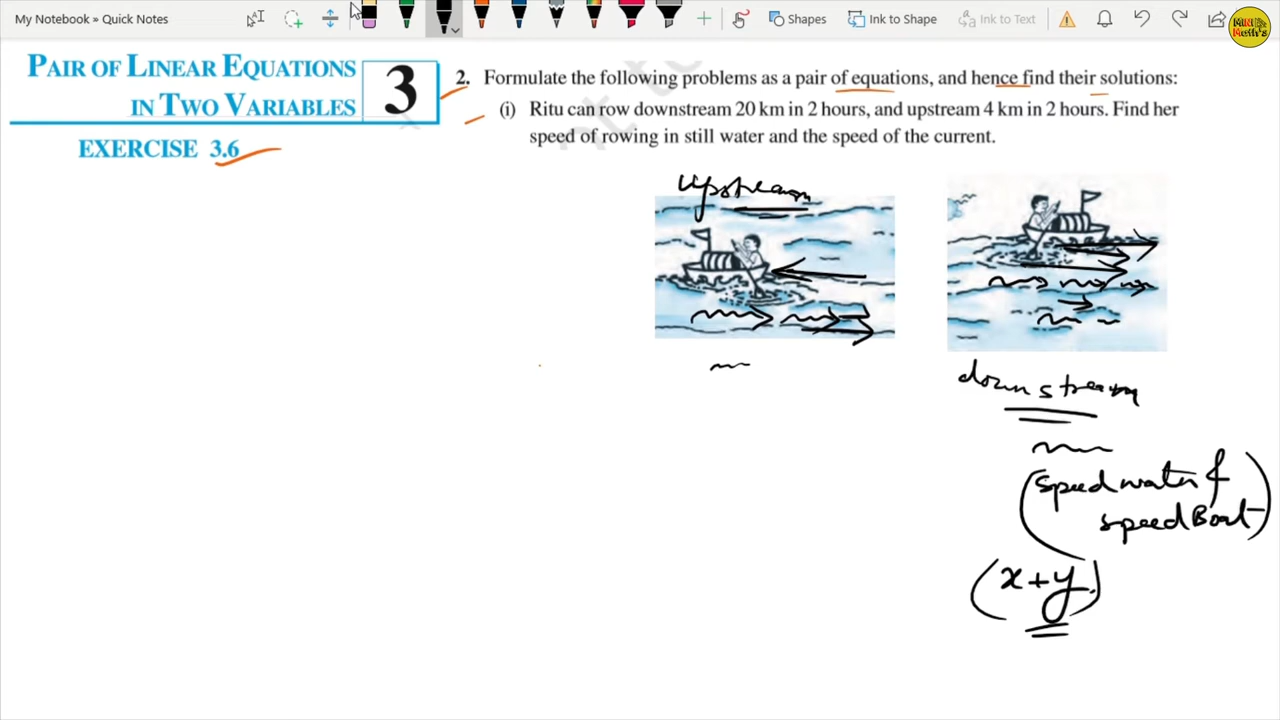 My Notebook » Quick Notes
Shapes
Ink to Shape
Ink to Text
MiNi Math's
PAIR OF LINEAR EQUATIONS
IN TWO VARIABLES
3
EXERCISE 3.6
2. Formulate the following problems as a pair of equations, and hence find their solutions:
(i) Ritu can row downstream 20 km in 2 hours, and upstream 4 km in 2 hours. Find her
speed of rowing in still water and the speed of the current.
upstream
downstream
(speed water &
speed Boat)
(x+y)